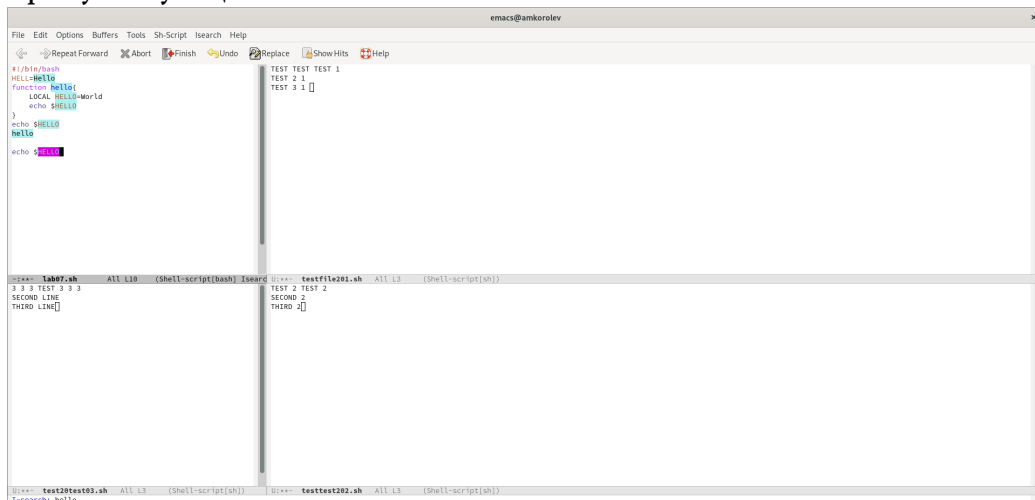 emacs@amkorolev
File Edit Options Buffers Tools Sh-Script Isearch Help
Repeat Forward Abort Finish Undo Replace Show Hits Help
#!/bin/bash
HELL=Hello
function hello{
    LOCAL HELLO=World
    echo $HELLO
}
echo $HELLO
hello
echo $HELLO
TEST TEST TEST 1
TEST 2 1
TEST 3 1
-:**- lab07.sh All L10 (Shell-script[bash] Isearc
U:**- testfile201.sh All L3 (Shell-script[sh])
3 3 3 TEST 3 3 3
SECOND LINE
THIRD LINE
TEST 2 TEST 2
SECOND 2
THIRD 2
U:**- test20test03.sh All L3 (Shell-script[sh])
U:**- testtest202.sh All L3 (Shell-script[sh])
I-search: hello